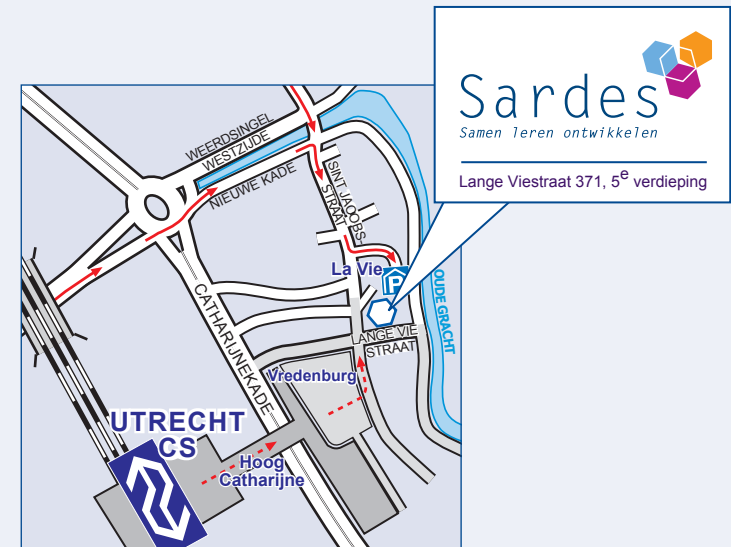 Sardes
Samen leren ontwikkelen
Lange Viestraat 371, 5e verdieping
WEERDSINGEL
WESTZIJDE
NIEUWE KADE
SINT JACOBS-
STRAAT
La Vie
P
OUDE GRACHT
CATHARIJNEKADE
LANGE VIE
STRAAT
Vredenburg
UTRECHT
CS
Hoog
Catharijne